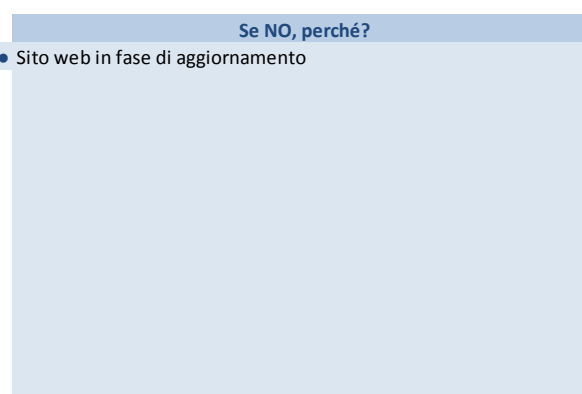 Se NO, perché?
• Sito web in fase di aggiornamento